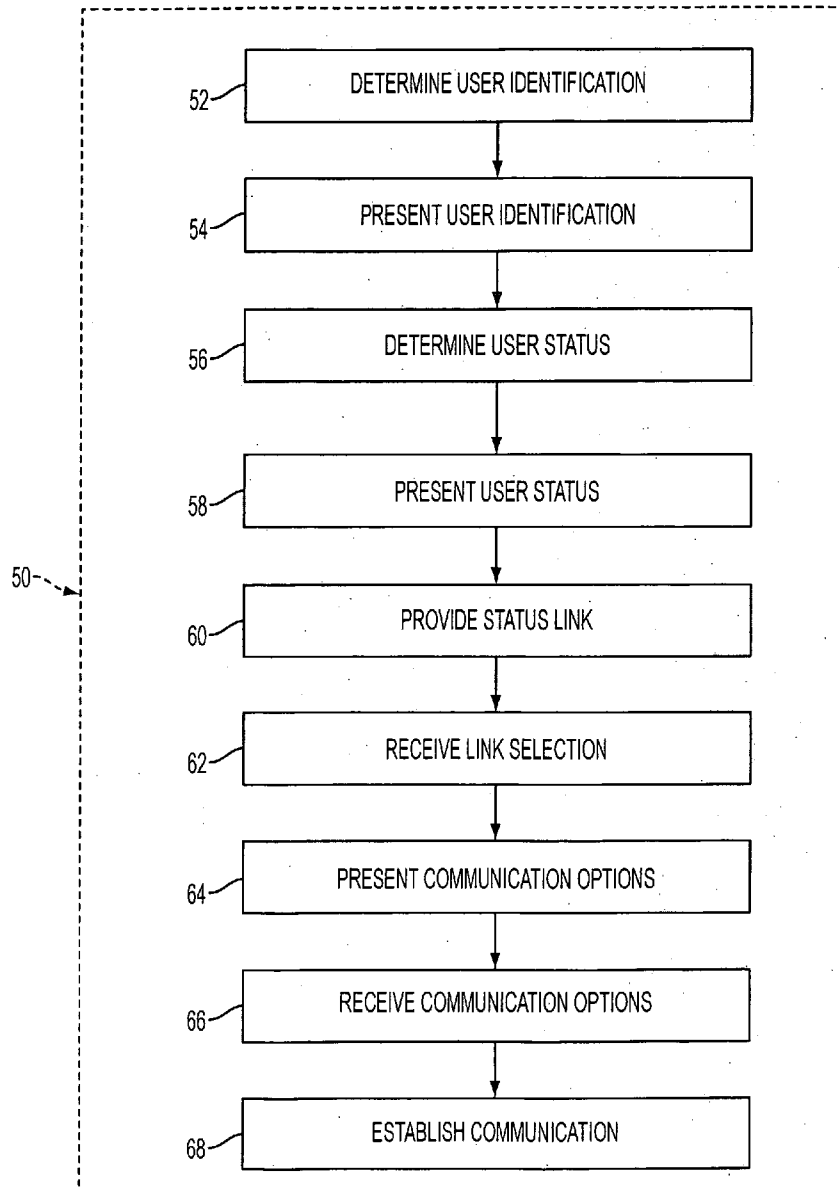 52 DETERMINE USER IDENTIFICATION
54 PRESENT USER IDENTIFICATION
56 DETERMINE USER STATUS
58 PRESENT USER STATUS
50
60 PROVIDE STATUS LINK
62 RECEIVE LINK SELECTION
64 PRESENT COMMUNICATION OPTIONS
66 RECEIVE COMMUNICATION OPTIONS
68 ESTABLISH COMMUNICATION